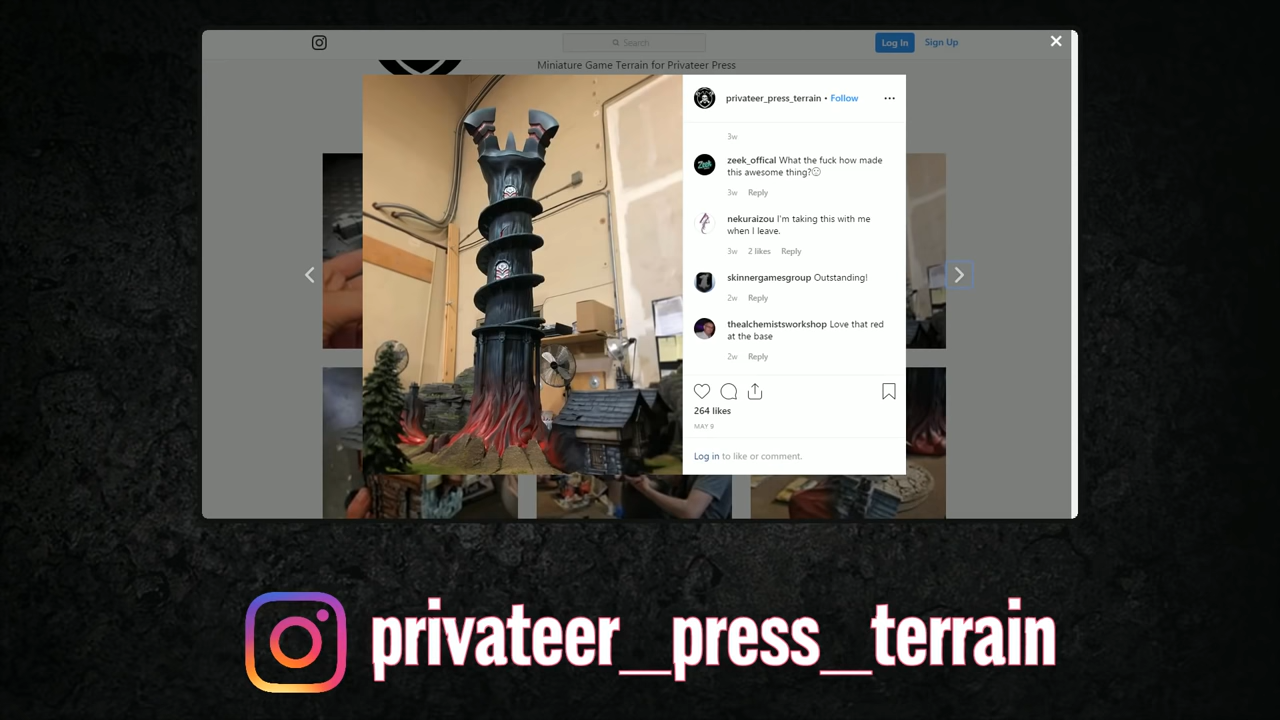 Search
Log In
Sign Up
Miniature Game Terrain for Privateer Press
privateer_press_terrain • Follow
3w
zeek_offical What the fuck how made
this awesome thing?🙂
3w Reply
nekuraizou I'm taking this with me
when I leave.
3w 2 likes Reply
skinnergamesgroup Outstanding!
2w Reply
thealchemistsworkshop Love that red
at the base
2w Reply
264 likes
MAY 9
Log in to like or comment.
privateer_press_terrain